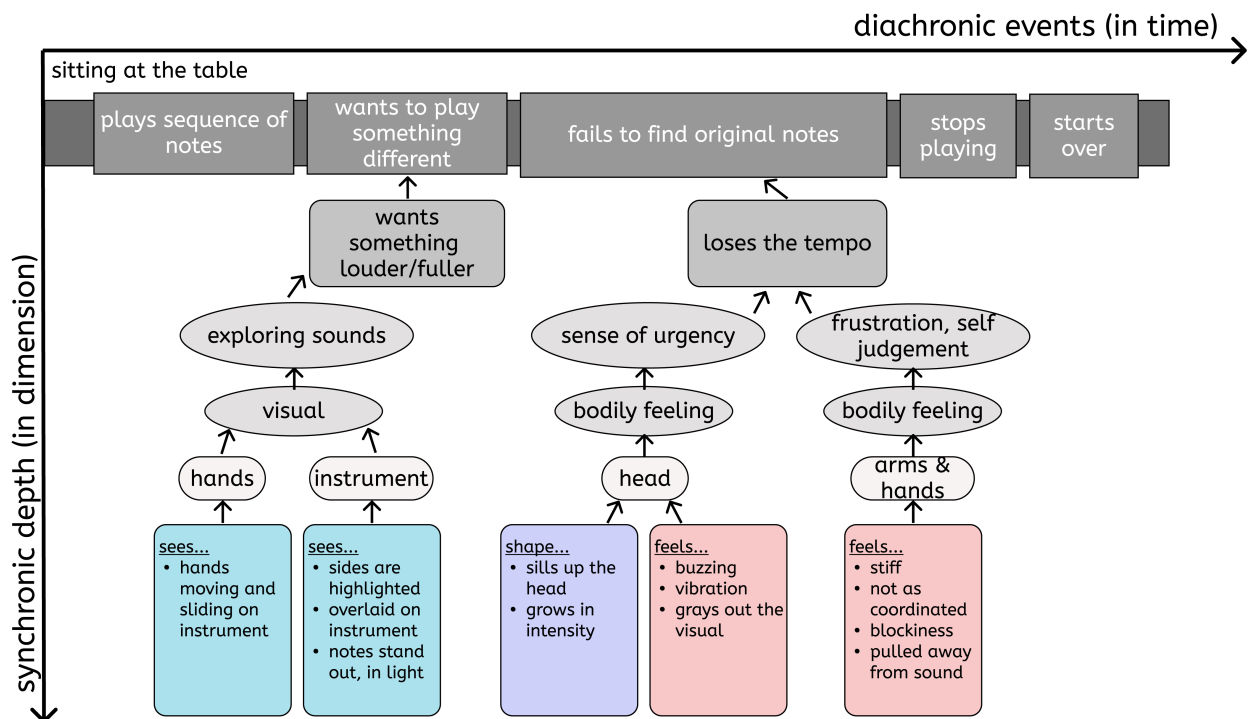 diachronic events (in time)
sitting at the table
plays sequence of
notes
wants to play
something
different
fails to find original notes
stops
playing
starts
over
wants
something
louder/fuller
loses the tempo
synchronic depth (in dimension)
exploring sounds
sense of urgency
frustration, self
judgement
visual
bodily feeling
bodily feeling
hands
instrument
head
arms &
hands
sees...
• hands
moving and
sliding on
instrument
sees...
• sides are
highlighted
• overlaid on
instrument
• notes stand
out, in light
shape...
• sills up the
head
• grows in
intensity
feels...
• buzzing
• vibration
• grays out the
visual
feels...
• stiff
• not as
coordinated
• blockiness
• pulled away
from sound